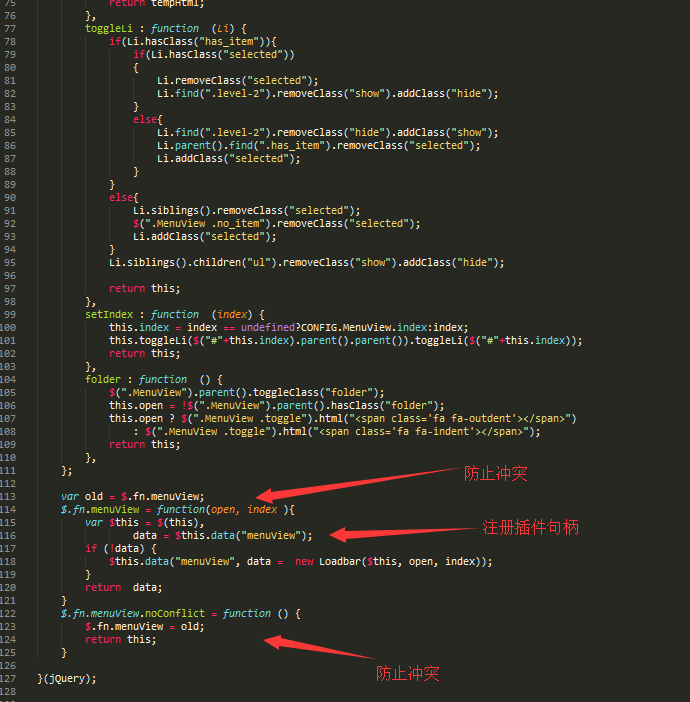 75 return tempHtml;
76 },
77 toggleLi : function  (Li) {
78 if(Li.hasClass("has_item")){
79 if(Li.hasClass("selected"))
80 {
81 Li.removeClass("selected");
82 Li.find(".level-2").removeClass("show").addClass("hide");
83 }
84 else{
85 Li.find(".level-2").removeClass("hide").addClass("show");
86 Li.parent().find(".has_item").removeClass("selected");
87 Li.addClass("selected");
88 }
89 }
90 else{
91 Li.siblings().removeClass("selected");
92 $(".MenuView .no_item").removeClass("selected");
93 Li.addClass("selected");
94 }
95 Li.siblings().children("ul").removeClass("show").addClass("hide");
96
97 return this;
98 },
99 setIndex : function  (index) {
100 this.index = index == undefined?CONFIG.MenuView.index:index;
101 this.toggleLi($("#"+this.index).parent().parent()).toggleLi($("#"+this.index));
102 return this;
103 },
104 folder : function  () {
105 $(".MenuView").parent().toggleClass("folder");
106 this.open = !$(".MenuView").parent().hasClass("folder");
107 this.open ? $(".MenuView .toggle").html("<span class='fa fa-outdent'></span>")
108 : $(".MenuView .toggle").html("<span class='fa fa-indent'></span>");
109 return this;
110 },
111 };
112
防止冲突
113 var old = $.fn.menuView;
114 $.fn.menuView = function(open, index ){
115 var $this = $(this),
116 data = $this.data("menuView"); 注册插件句柄
117 if (!data) {
118 $this.data("menuView", data =  new Loadbar($this, open, index));
119 }
120 return  data;
121 }
122 $.fn.menuView.noConflict = function () {
123 $.fn.menuView = old;
124 return this;
125 }
126
防止冲突
127 }(jQuery);
128